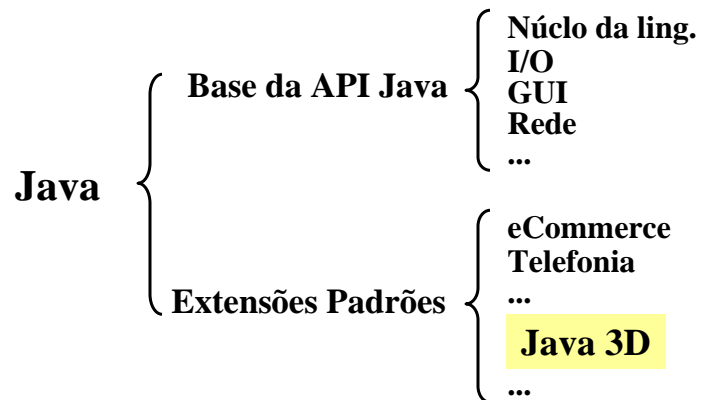 Núclo da ling.
I/O
Base da API Java
GUI
Rede
...
Java
eCommerce
Telefonia
Extensões Padrões
...
Java 3D
...